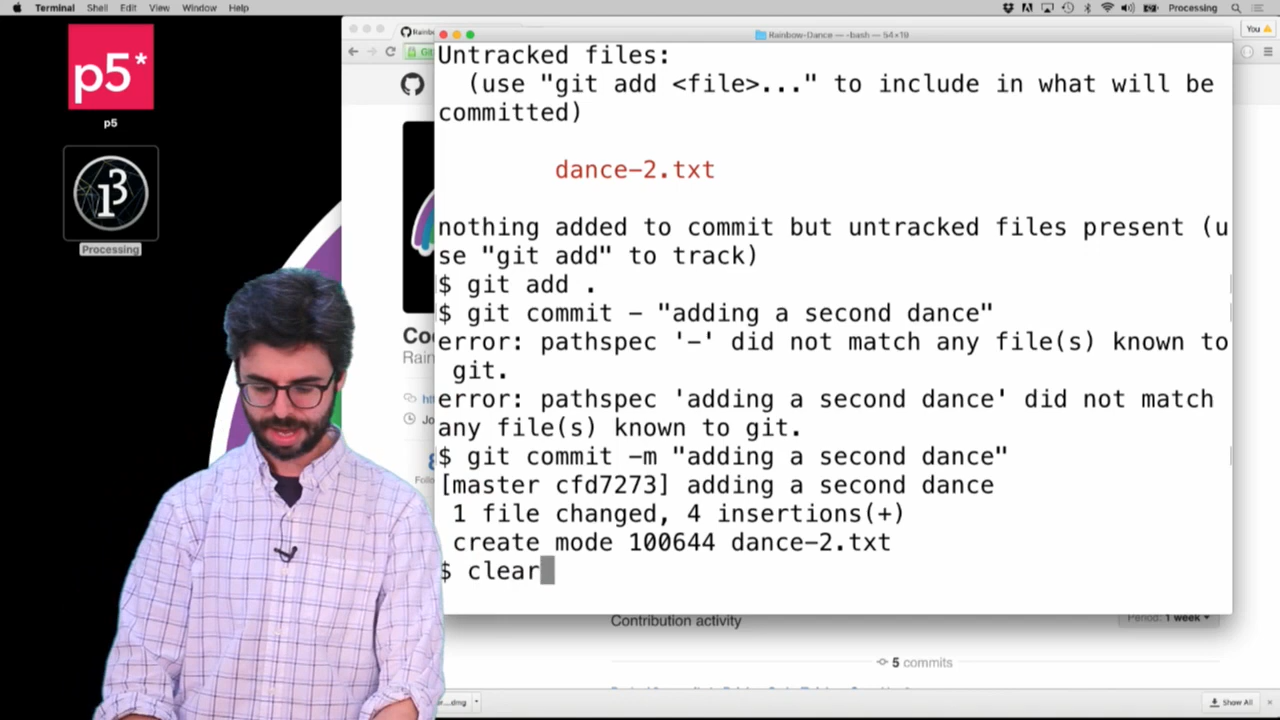 Terminal Shell Edit View Window Help Processing
Rainbow-Dance — -bash — 54×19
You
p5*
p5
Processing
Untracked files:
(use "git add <file>..." to include in what will be
committed)
dance-2.txt
nothing added to commit but untracked files present (u
se "git add" to track)
$ git add .
$ git commit - "adding a second dance"
error: pathspec '-' did not match any file(s) known to
git.
error: pathspec 'adding a second dance' did not match
any file(s) known to git.
$ git commit -m "adding a second dance"
[master cfd7273] adding a second dance
1 file changed, 4 insertions(+)
create mode 100644 dance-2.txt
$ clear
Contribution activity
Period: 1 week
5 commits
Show All